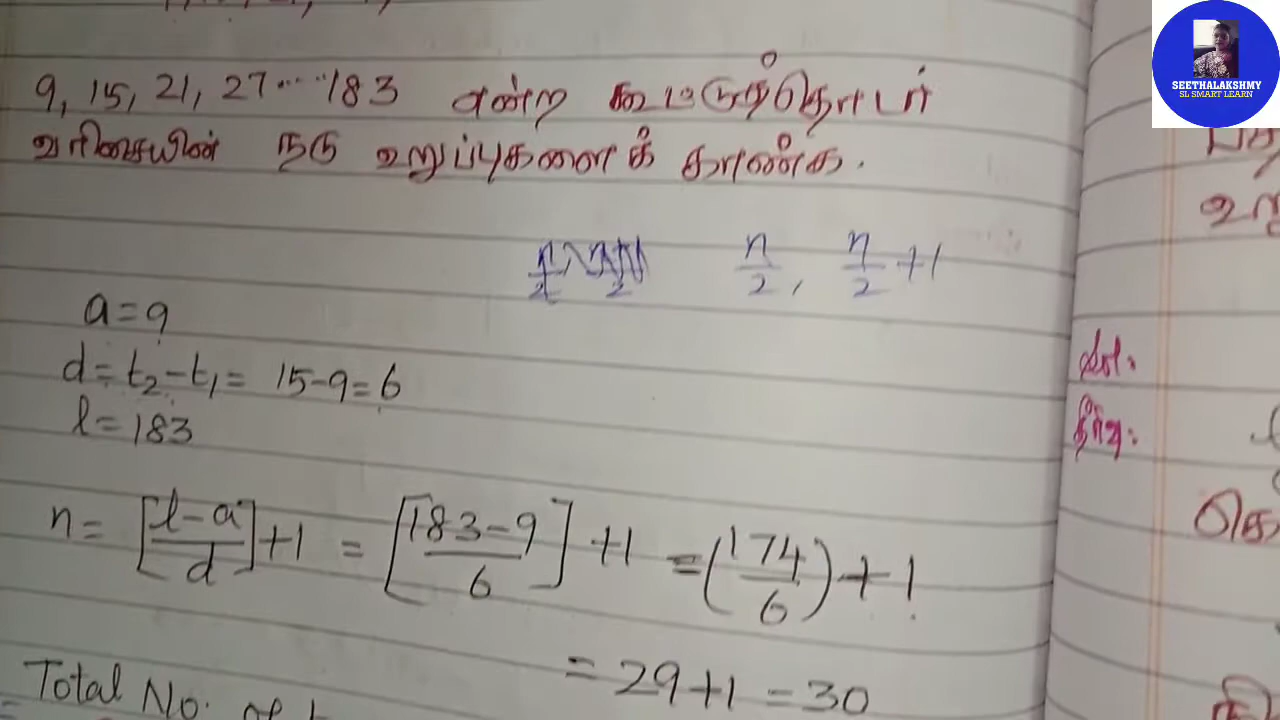 9, 15, 21, 27.....183 என்ற கூட்டுத்தொடர்
வரிசையின் நடு உறுப்புகளைக் காண்க.
n/2, n/2 +1
a=9
d= t₂-t₁= 15-9=6
l= 183
n= [l-a/d]+1 = [183-9/6] +1 =(174/6)+1
= 29+1 =30
Total No. of
SEETHALAKSHMY
SL SMART LEARN
உறு
தீர்வு: